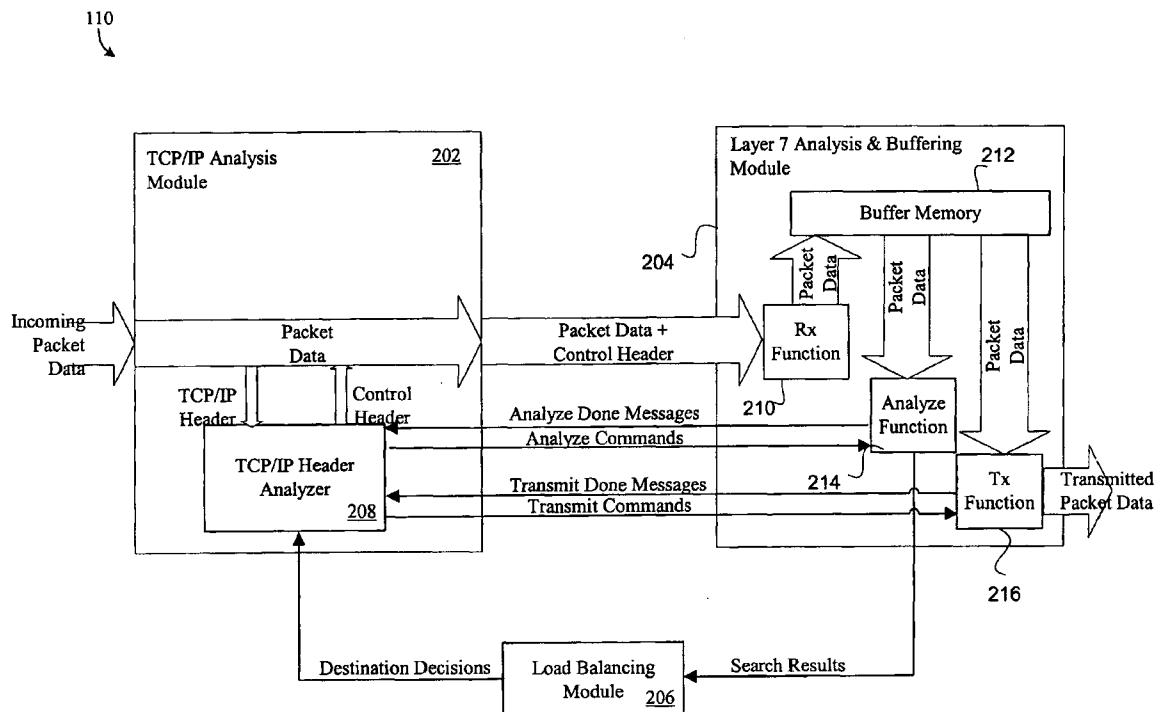 110
TCP/IP Analysis
Module
202
Layer 7 Analysis & Buffering
Module
212
Buffer Memory
204
Packet
Data
Packet
Data
Packet
Data
Incoming
Packet
Data
Packet
Data
Packet Data +
Control Header
Rx
Function
210
TCP/IP
Header
Control
Header
Analyze Done Messages
Analyze Commands
Analyze
Function
214
TCP/IP Header
Analyzer
208
Transmit Done Messages
Transmit Commands
Tx
Function
Transmitted
Packet Data
216
Destination Decisions
Load Balancing
Module
206
Search Results